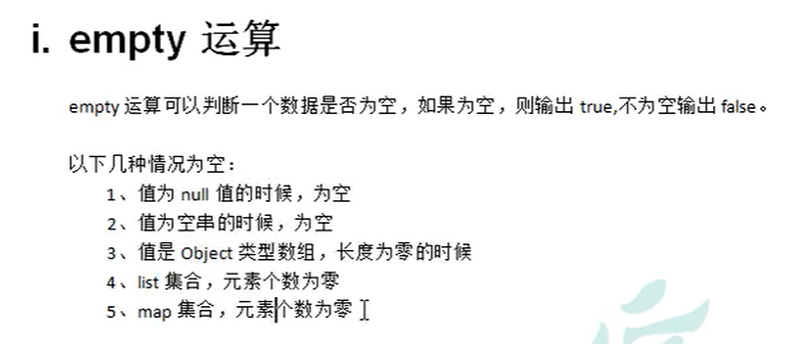 i. empty 运算
empty 运算可以判断一个数据是否为空，如果为空，则输出 true,不为空输出 false。
以下几种情况为空：
1、值为 null 值的时候，为空
2、值为空串的时候，为空
3、值是 Object 类型数组，长度为零的时候
4、list 集合，元素个数为零
5、map 集合，元素个数为零